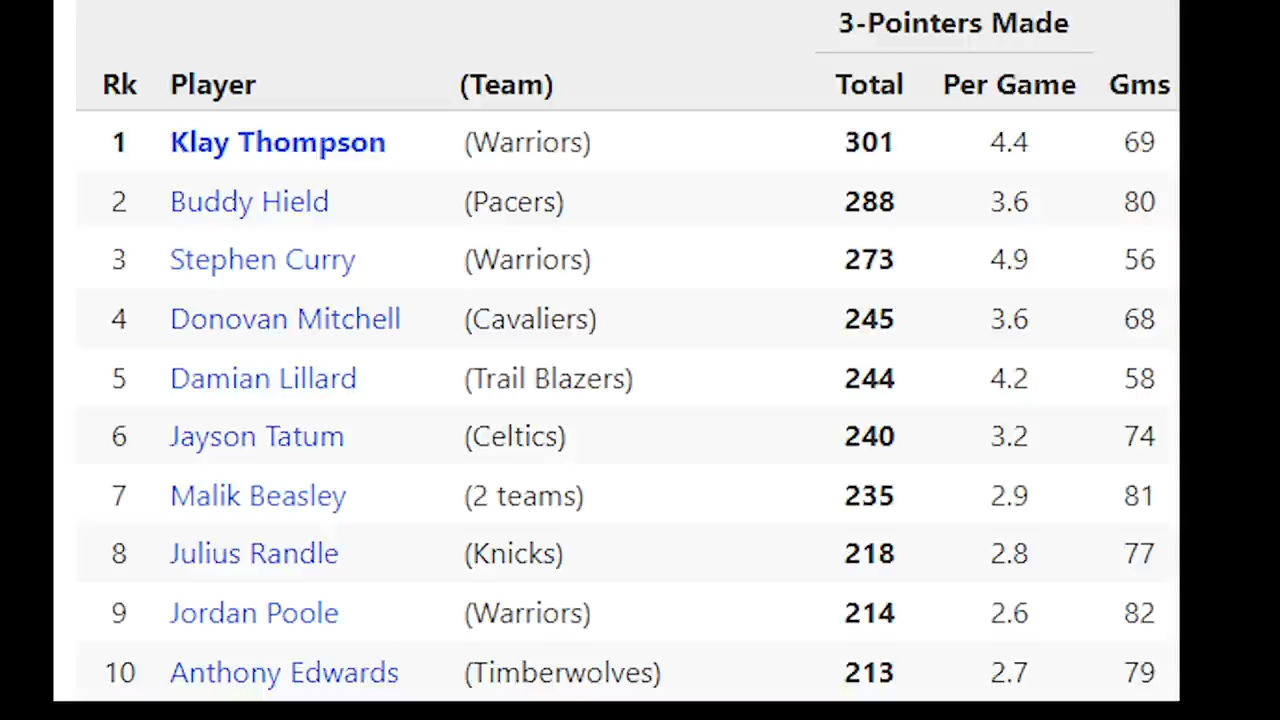 3-Pointers Made
Rk Player (Team) Total Per Game Gms
1 Klay Thompson (Warriors) 301 4.4 69
2 Buddy Hield (Pacers) 288 3.6 80
3 Stephen Curry (Warriors) 273 4.9 56
4 Donovan Mitchell (Cavaliers) 245 3.6 68
5 Damian Lillard (Trail Blazers) 244 4.2 58
6 Jayson Tatum (Celtics) 240 3.2 74
7 Malik Beasley (2 teams) 235 2.9 81
8 Julius Randle (Knicks) 218 2.8 77
9 Jordan Poole (Warriors) 214 2.6 82
10 Anthony Edwards (Timberwolves) 213 2.7 79